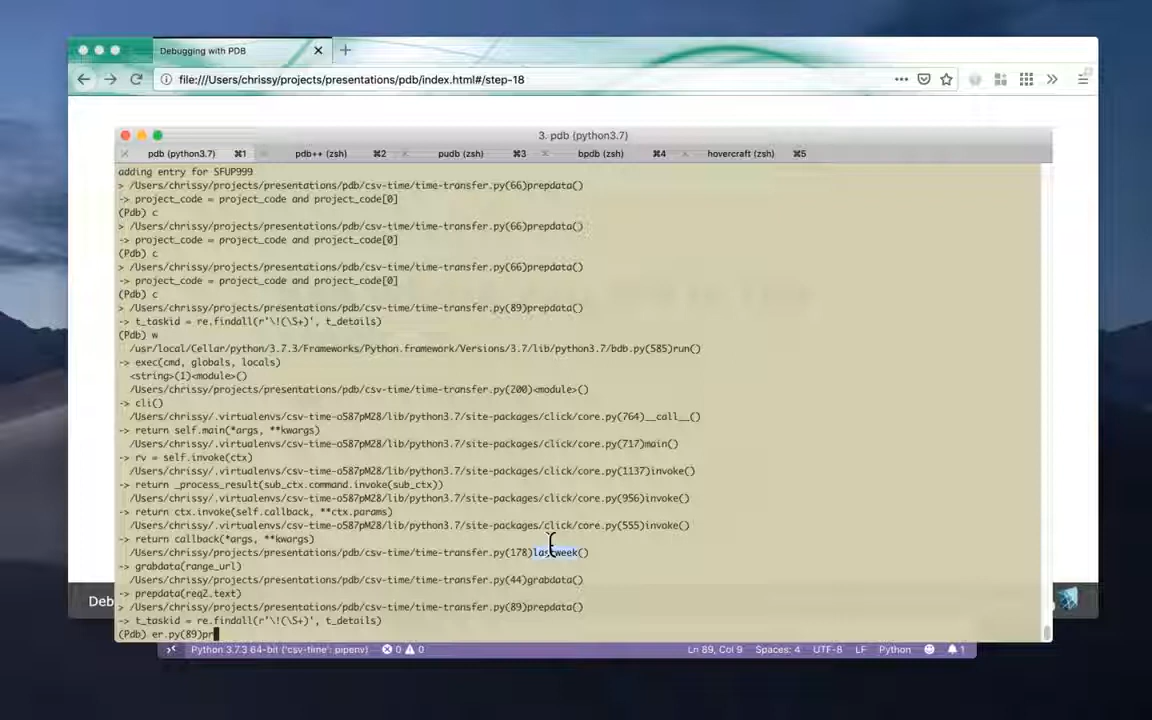 Debugging with PDB
file:///Users/chrissy/projects/presentations/pdb/index.html#/step-18
3. pdb (python3.7)
pdb (python3.7) ⌘1 pdb++ (zsh) ⌘2 pudb (zsh) ⌘3 bpdb (zsh) ⌘4 hovercraft (zsh) ⌘5
adding entry for SFUP999
> /Users/chrissy/projects/presentations/pdb/csv-time/time-transfer.py(66)prepdata()
-> project_code = project_code and project_code[0]
(Pdb) c
> /Users/chrissy/projects/presentations/pdb/csv-time/time-transfer.py(66)prepdata()
-> project_code = project_code and project_code[0]
(Pdb) c
> /Users/chrissy/projects/presentations/pdb/csv-time/time-transfer.py(66)prepdata()
-> project_code = project_code and project_code[0]
(Pdb) c
> /Users/chrissy/projects/presentations/pdb/csv-time/time-transfer.py(89)prepdata()
-> t_taskid = re.findall(r'\!(\S+)', t_details)
(Pdb) w
/usr/local/Cellar/python/3.7.3/Frameworks/Python.framework/Versions/3.7/lib/python3.7/bdb.py(585)run()
-> exec(cmd, globals, locals)
<string>(1)<module>()
/Users/chrissy/projects/presentations/pdb/csv-time/time-transfer.py(200)<module>()
-> cli()
/Users/chrissy/.virtualenvs/csv-time-o587pM28/lib/python3.7/site-packages/click/core.py(764)__call__()
-> return self.main(*args, **kwargs)
/Users/chrissy/.virtualenvs/csv-time-o587pM28/lib/python3.7/site-packages/click/core.py(717)main()
-> rv = self.invoke(ctx)
/Users/chrissy/.virtualenvs/csv-time-o587pM28/lib/python3.7/site-packages/click/core.py(1137)invoke()
-> return _process_result(sub_ctx.command.invoke(sub_ctx))
/Users/chrissy/.virtualenvs/csv-time-o587pM28/lib/python3.7/site-packages/click/core.py(956)invoke()
-> return ctx.invoke(self.callback, **ctx.params)
/Users/chrissy/.virtualenvs/csv-time-o587pM28/lib/python3.7/site-packages/click/core.py(555)invoke()
-> return callback(*args, **kwargs)
/Users/chrissy/projects/presentations/pdb/csv-time/time-transfer.py(178)lastweek()
-> grabdata(range_url)
/Users/chrissy/projects/presentations/pdb/csv-time/time-transfer.py(44)grabdata()
-> prepdata(req2.text)
> /Users/chrissy/projects/presentations/pdb/csv-time/time-transfer.py(89)prepdata()
-> t_taskid = re.findall(r'\!(\S+)', t_details)
(Pdb) er.py(89)pr
Deb
Python 3.7.3 64-bit ('csv-time': pipenv) 0 0 Ln 89, Col 9 Spaces: 4 UTF-8 LF Python 1